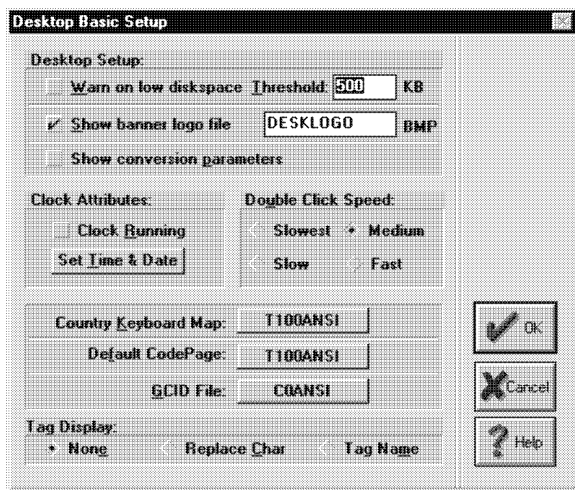 Desktop Basic Setup
Desktop Setup:
Warn on low diskspace Threshold: 500 KB
Show banner logo file DESKLOGO BMP
Show conversion parameters
Clock Attributes:
Clock Running
Set Time & Date
Double Click Speed:
Slowest Medium
Slow Fast
Country Keyboard Map: T100ANSI
Default CodePage: T100ANSI
GCID File: C0ANSI
Tag Display:
None Replace Char Tag Name
OK
Cancel
Help